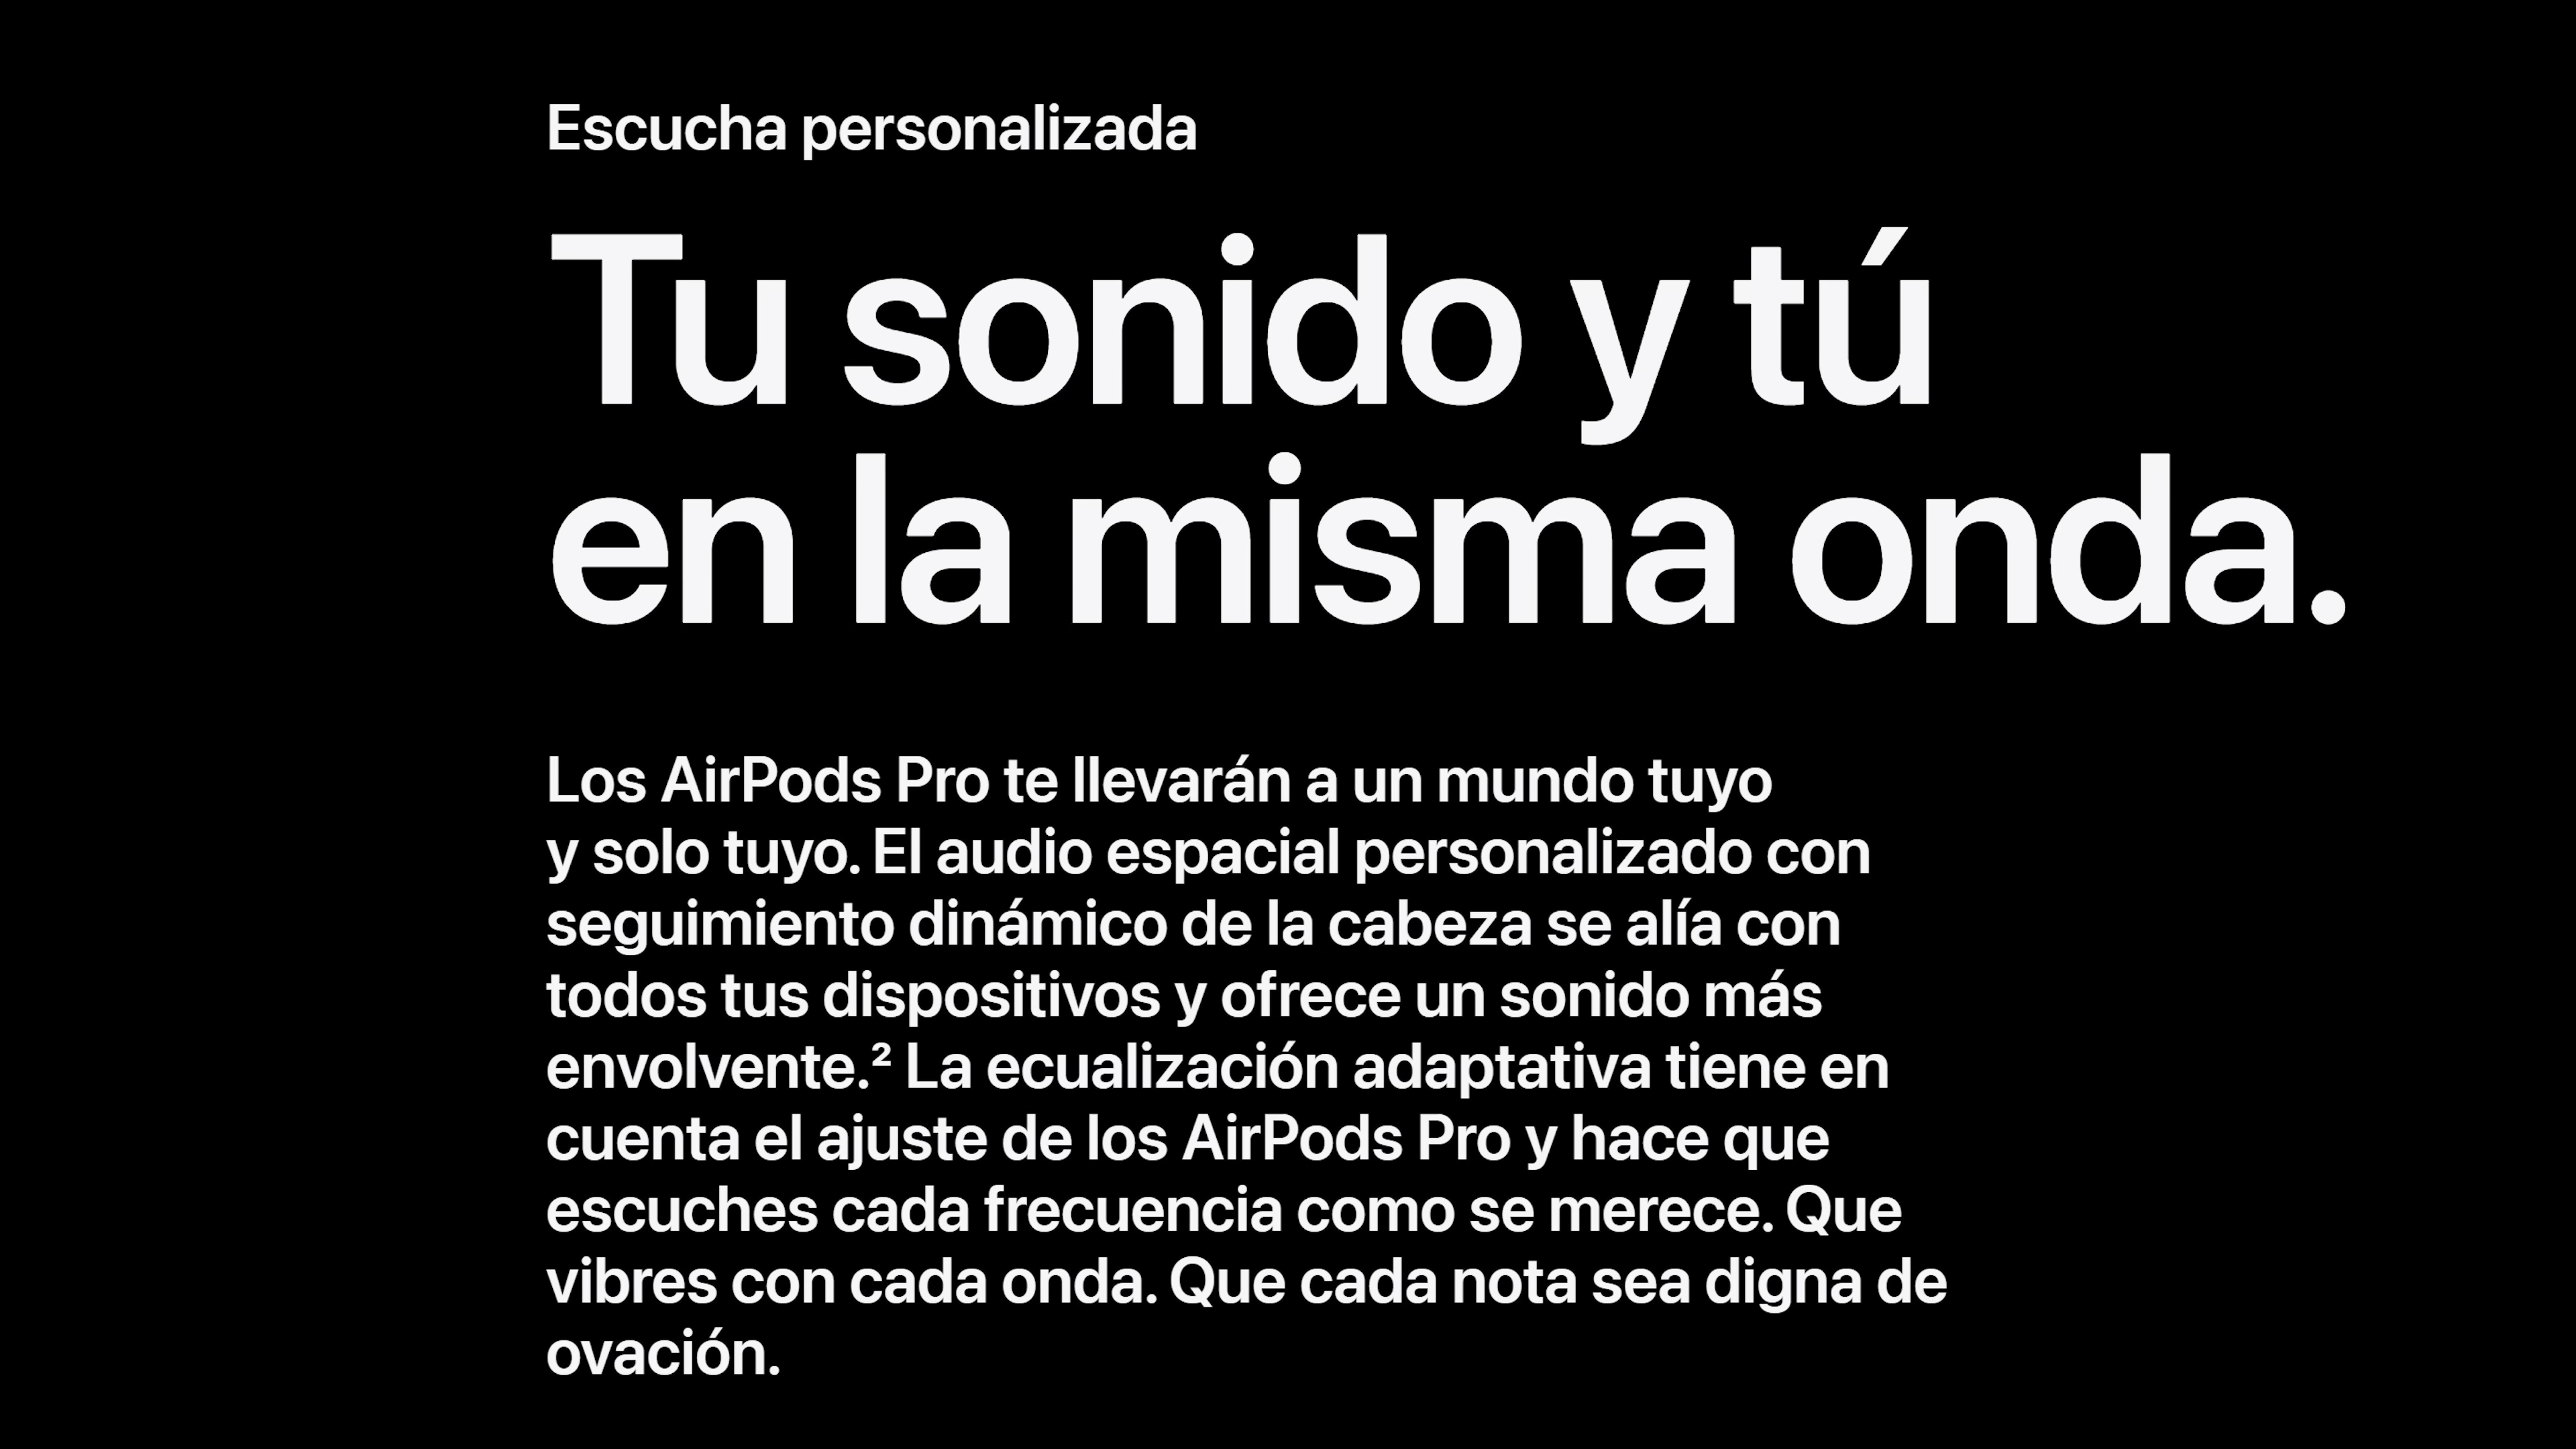 Escucha personalizada
Tu sonido y tú
en la misma onda.
Los AirPods Pro te llevarán a un mundo tuyo
y solo tuyo. El audio espacial personalizado con
seguimiento dinámico de la cabeza se alía con
todos tus dispositivos y ofrece un sonido más
envolvente.² La ecualización adaptativa tiene en
cuenta el ajuste de los AirPods Pro y hace que
escuches cada frecuencia como se merece. Que
vibres con cada onda. Que cada nota sea digna de
ovación.